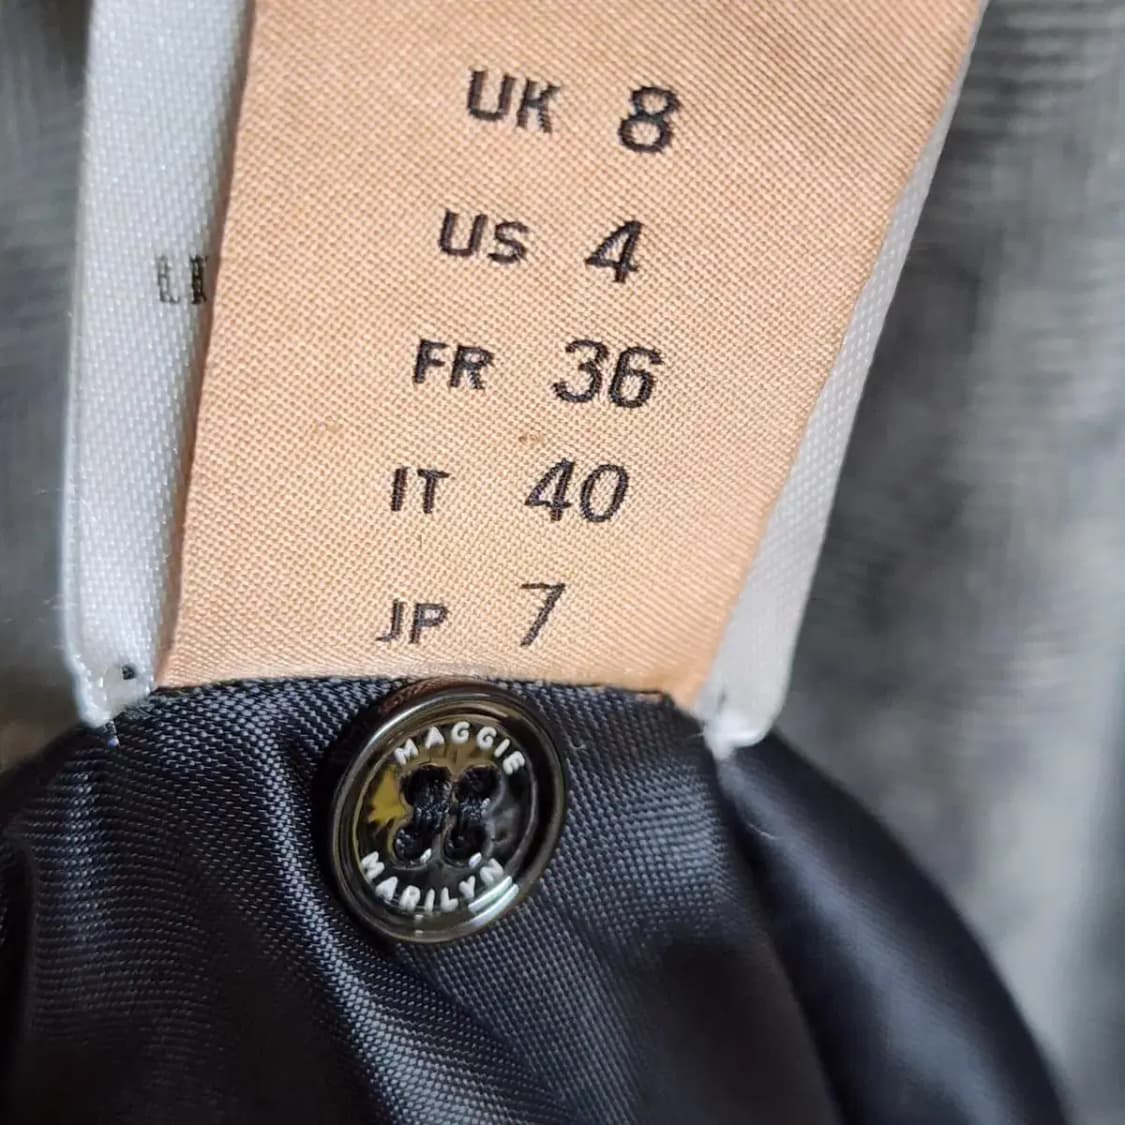 UK 8
US 4
FR 36
IT 40
JP 7
MAGGIE
MARILYN